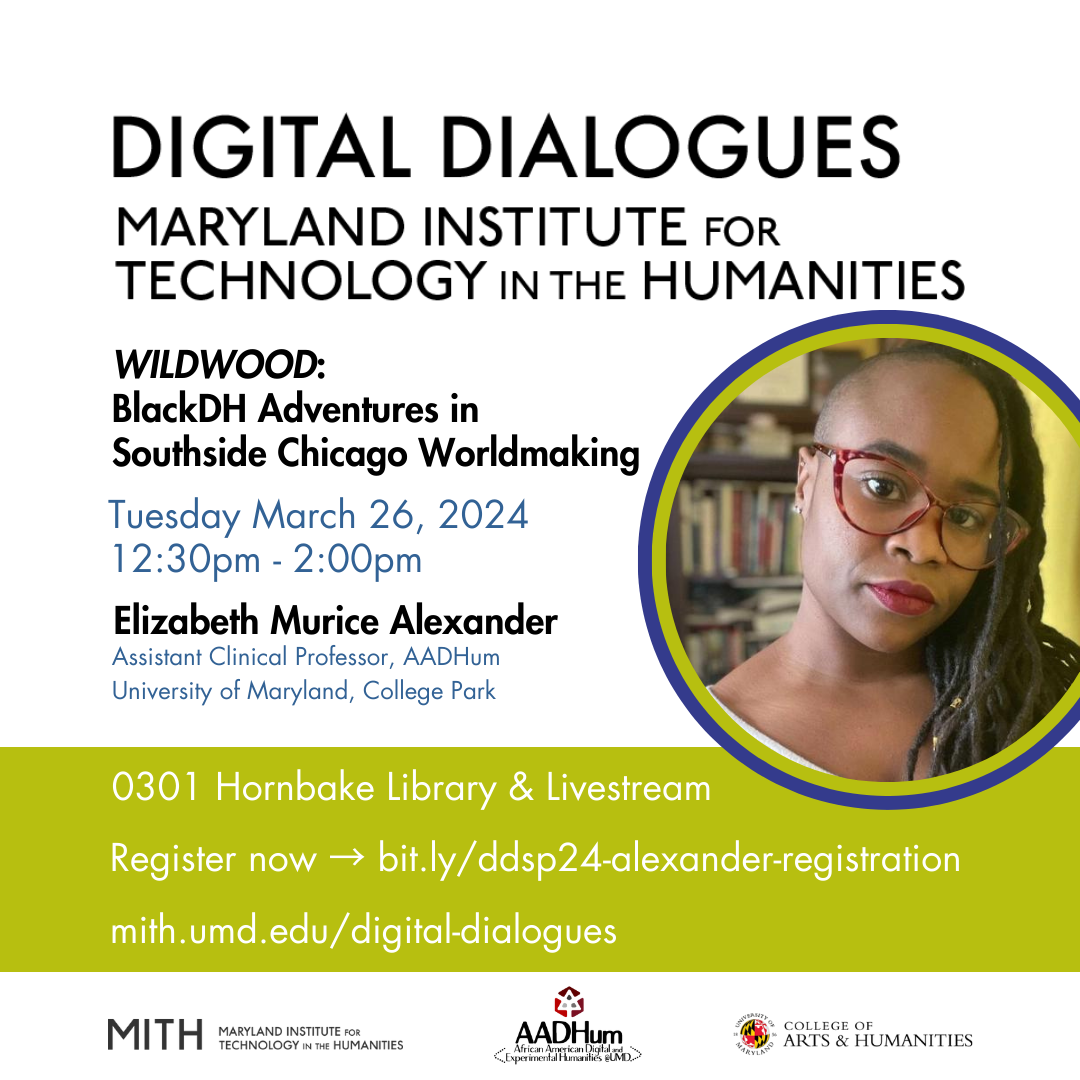 DIGITAL DIALOGUES
MARYLAND INSTITUTE FOR
TECHNOLOGY IN THE HUMANITIES
WILDWOOD:
BlackDH Adventures in
Southside Chicago Worldmaking
Tuesday March 26, 2024
12:30pm - 2:00pm
Elizabeth Murice Alexander
Assistant Clinical Professor, AADHum
University of Maryland, College Park
0301 Hornbake Library & Livestream
Register now → bit.ly/ddsp24-alexander-registration
mith.umd.edu/digital-dialogues
MITH
MARYLAND INSTITUTE FOR
TECHNOLOGY IN THE HUMANITIES
AADHum
African American Digital and
Experimental Humanities @UMD
UNIVERSITY OF
MARYLAND
COLLEGE OF
ARTS & HUMANITIES